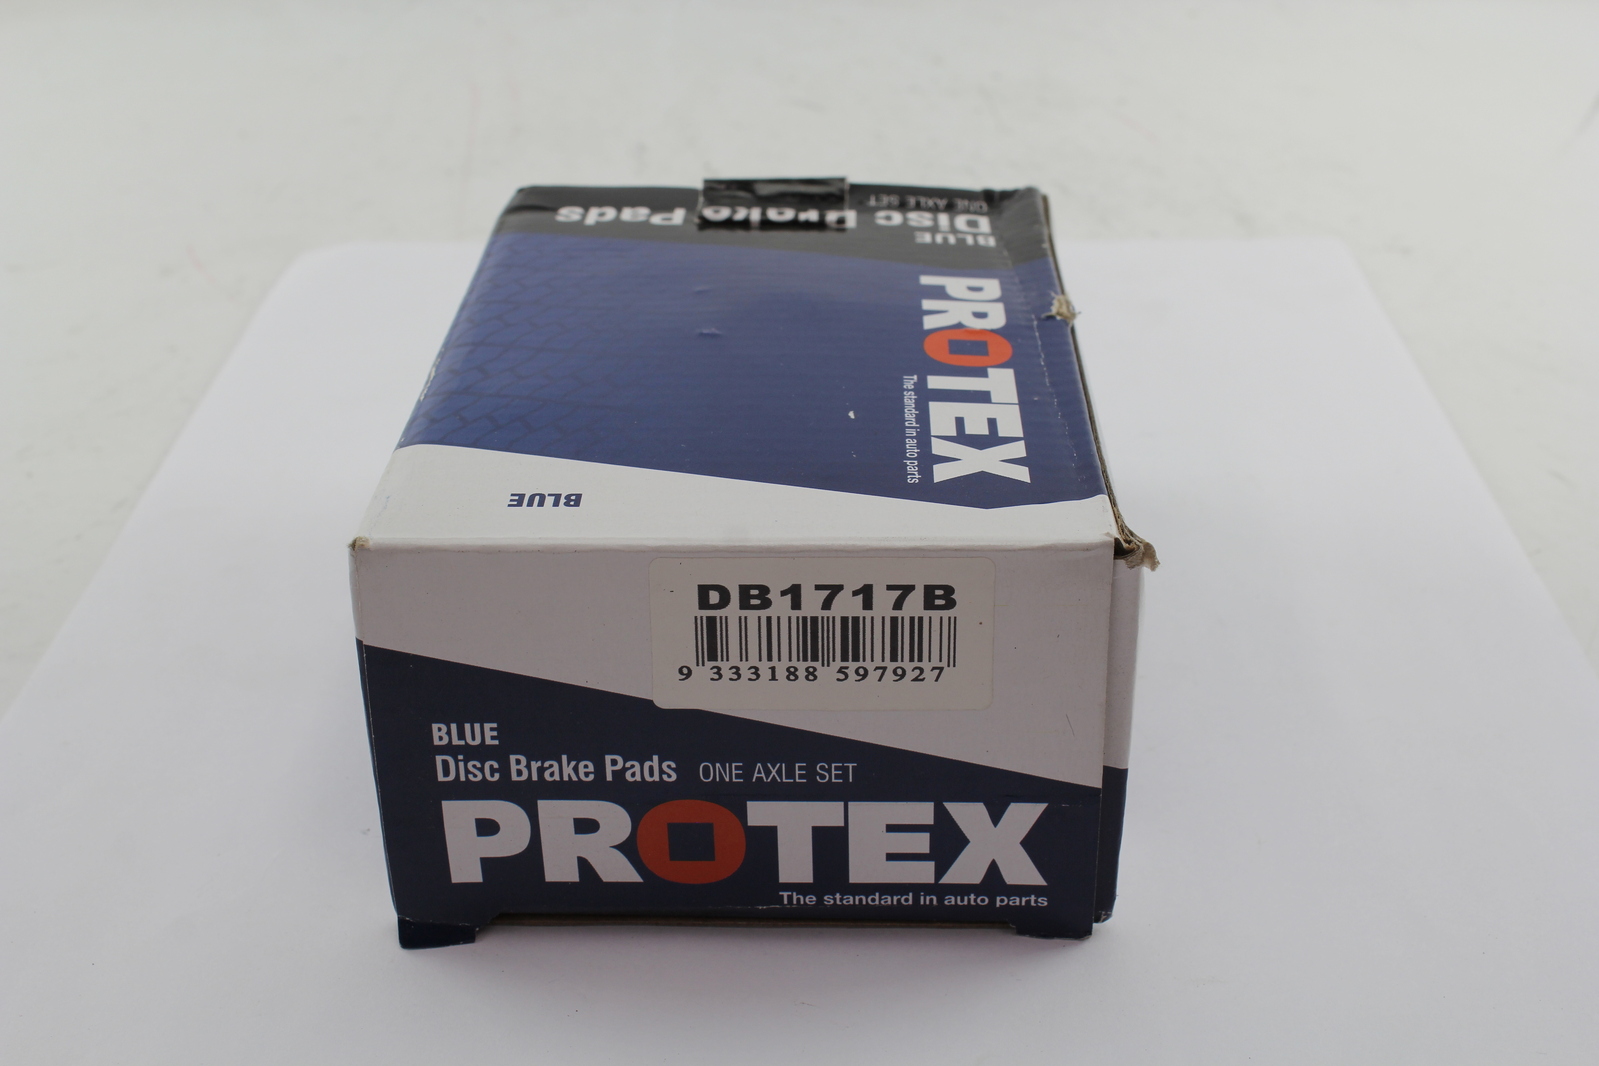 ONE AXLE SET
Disc Brake Pads
BLUE
PROTEX
The standard in auto parts
BLUE
DB1717B
9 333188 597927
BLUE
Disc Brake Pads ONE AXLE SET
PROTEX
The standard in auto parts